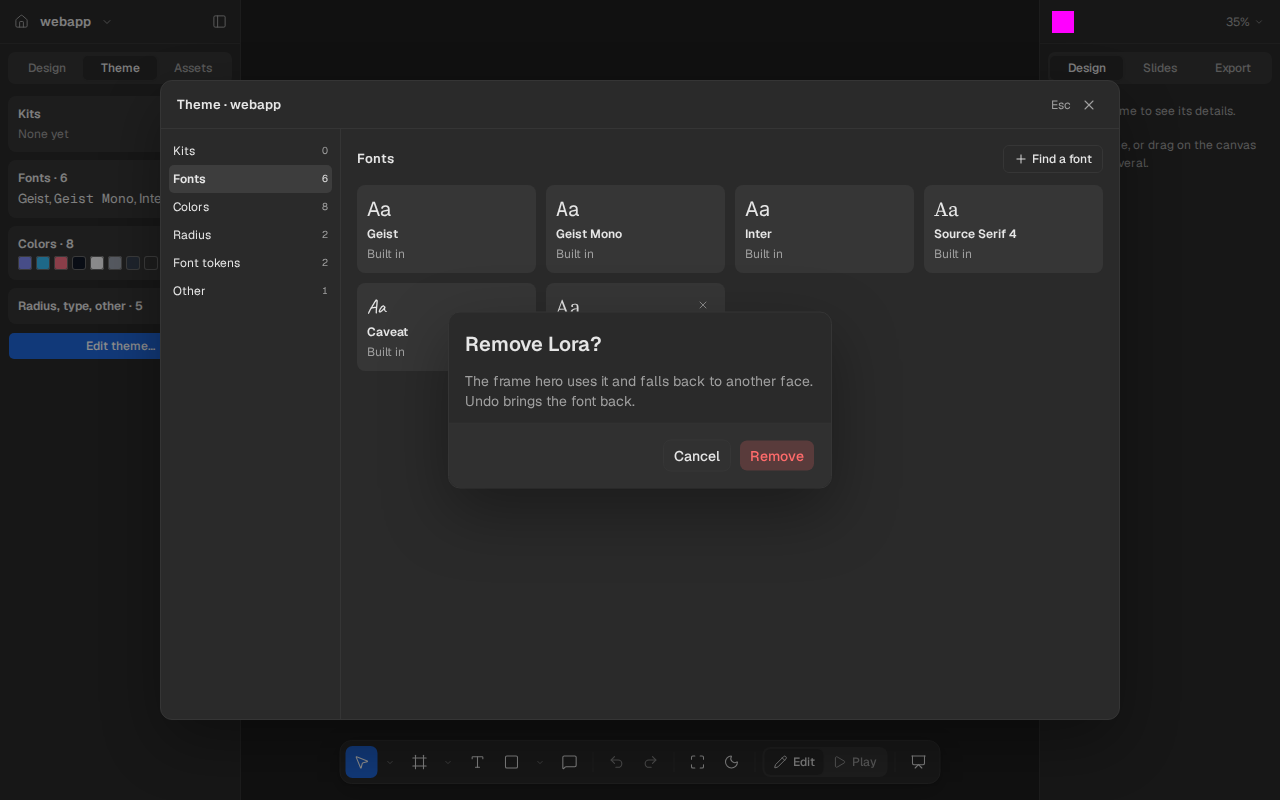 webapp
35%
Design Theme Assets
Design Slides Export
Kits
None yet
Fonts · 6
Geist, Geist Mono, Inte
Colors · 8
Radius, type, other · 5
Edit theme…
Theme · webapp
Esc
Kits 0
Fonts 6
Colors 8
Radius 2
Font tokens 2
Other 1
Fonts
Find a font
Aa
Geist
Built in
Aa
Geist Mono
Built in
Aa
Inter
Built in
Aa
Source Serif 4
Built in
Aa
Caveat
Built in
Aa
Remove Lora?
The frame hero uses it and falls back to another face.
Undo brings the font back.
Cancel Remove
me to see its details.
e, or drag on the canvas
veral.
Edit Play